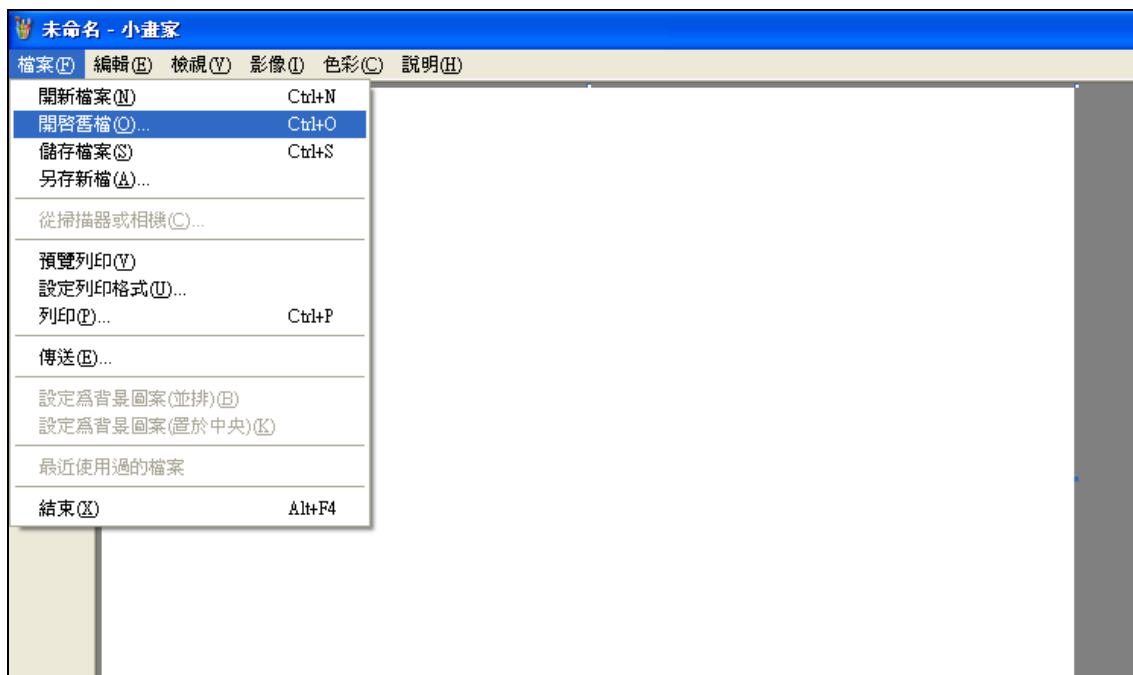 未命名 - 小畫家
檔案(F) 編輯(E) 檢視(V) 影像(I) 色彩(C) 說明(H)
開新檔案(N) Ctrl+N
開啓舊檔(O)... Ctrl+O
儲存檔案(S) Ctrl+S
另存新檔(A)...
從掃描器或相機(C)...
預覽列印(V)
設定列印格式(U)...
列印(P)... Ctrl+P
傳送(E)...
設定爲背景圖案(並排)(B)
設定爲背景圖案(置於中央)(K)
最近使用過的檔案
結束(X) Alt+F4